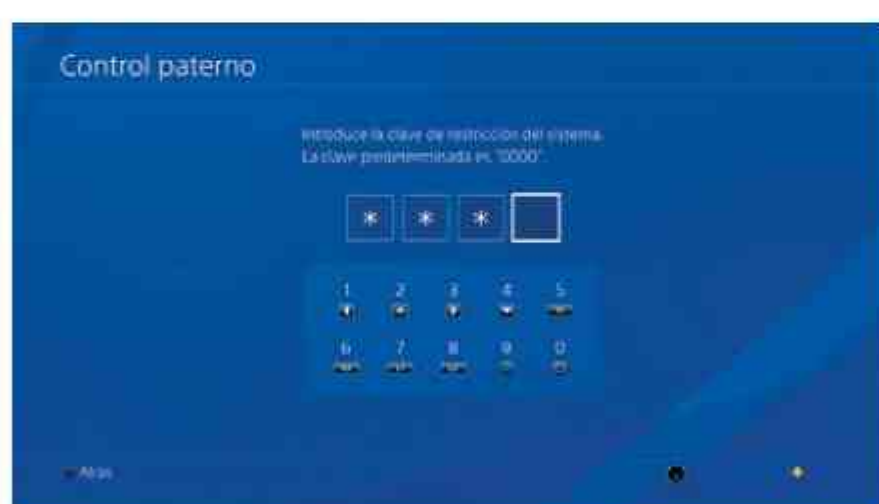 Control paterno
Introduce la clave de restricción del sistema.
La clave predeterminada es "0000".
* * *
1 2 3 4 5
6 7 8 9 0
Atrás